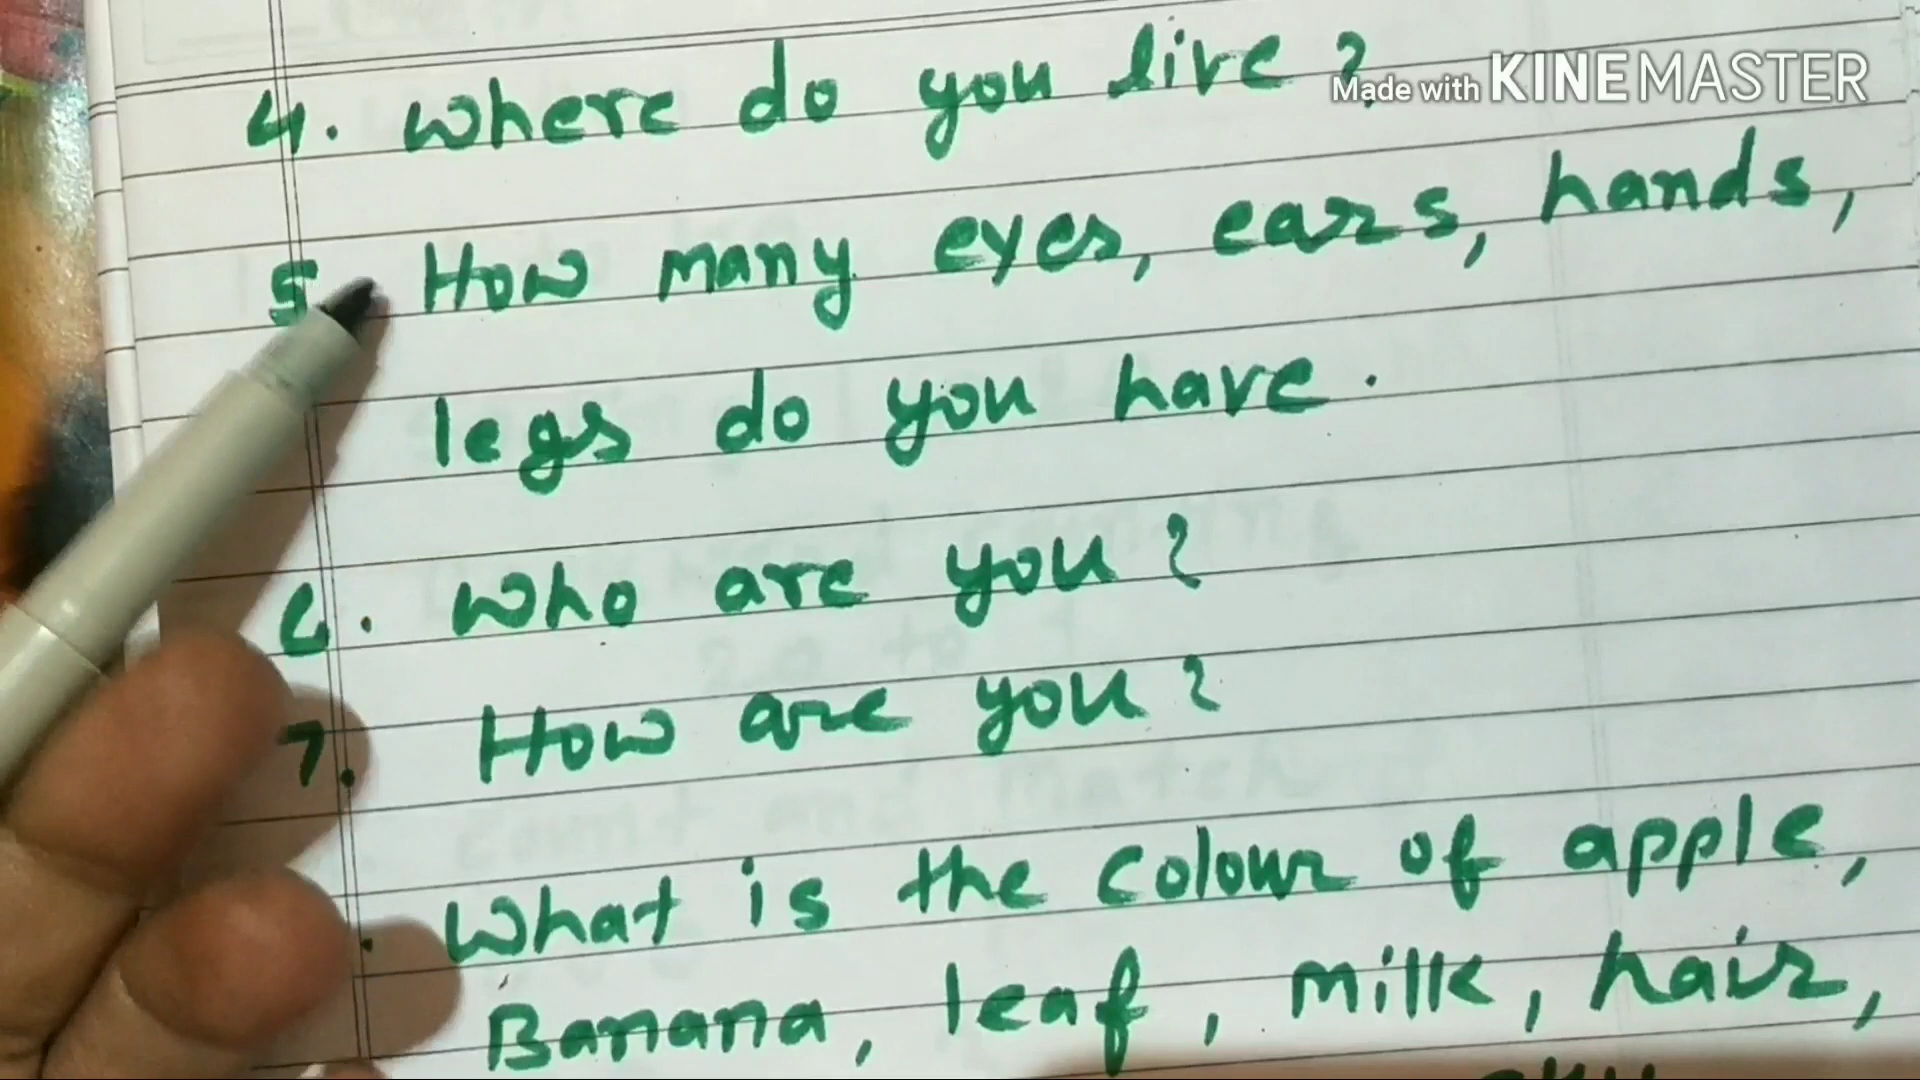 4. Where do you live?
Made with KINEMASTER
5. How many eyes, ears, hands,
legs do you have.
6. Who are you?
7. How are you?
. What is the colour of apple,
Banana, leaf, milk, hair,